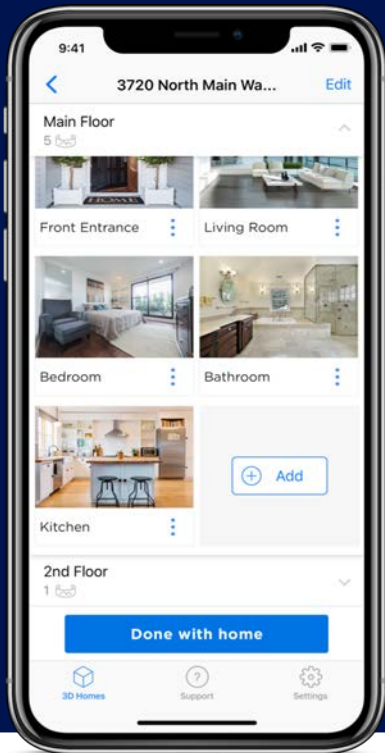 9:41
3720 North Main Wa...
Edit
Main Floor
5
HOME
Front Entrance
Living Room
Bedroom
Bathroom
Kitchen
Add
2nd Floor
1
Done with home
3D Homes
Support
Settings